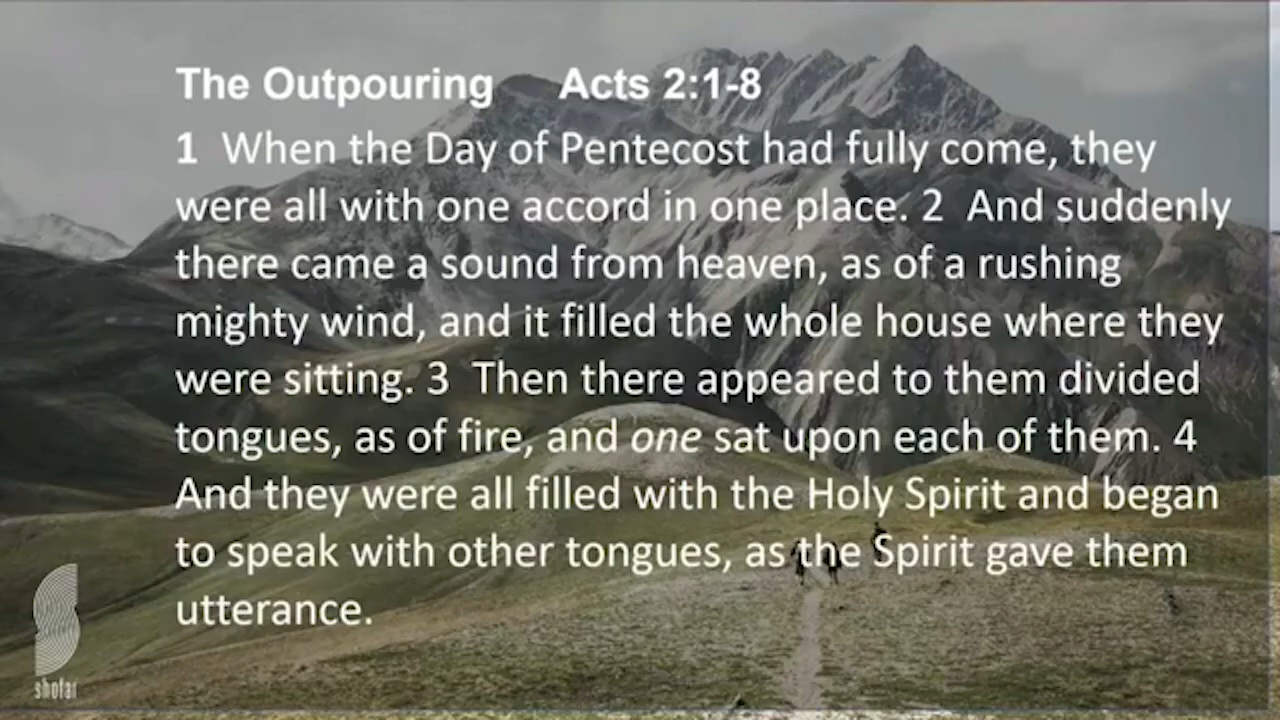 The Outpouring Acts 2:1-8
1 When the Day of Pentecost had fully come, they
were all with one accord in one place. 2 And suddenly
there came a sound from heaven, as of a rushing
mighty wind, and it filled the whole house where they
were sitting. 3 Then there appeared to them divided
tongues, as of fire, and one sat upon each of them. 4
And they were all filled with the Holy Spirit and began
to speak with other tongues, as the Spirit gave them
utterance.
shofar